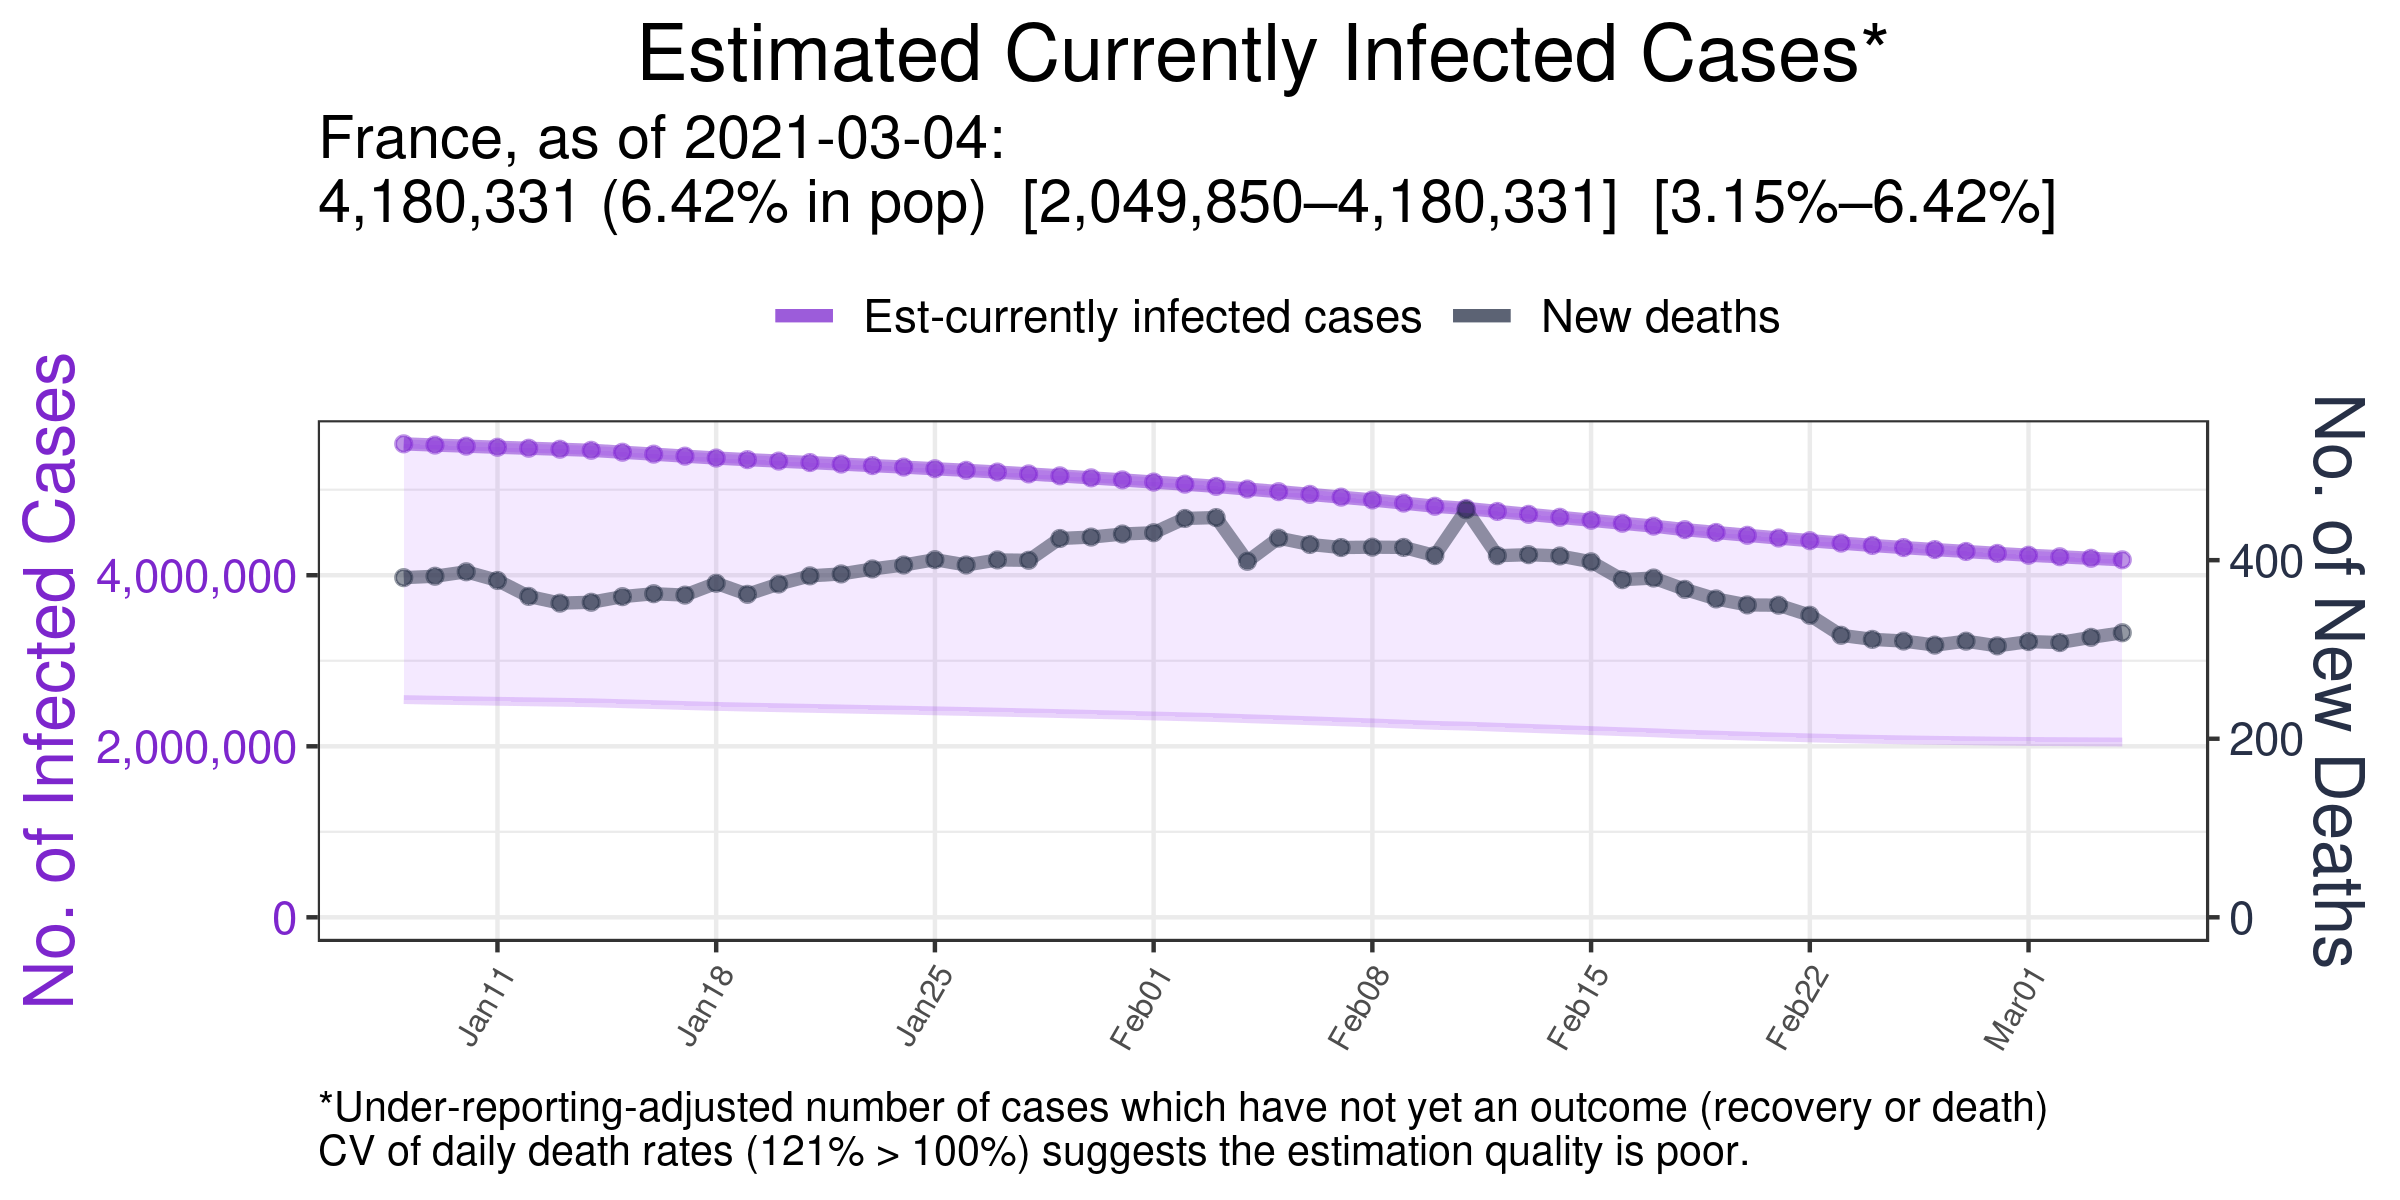 Estimated Currently Infected Cases*
France, as of 2021-03-04:
4,180,331 (6.42% in pop) [2,049,850–4,180,331] [3.15%–6.42%]
Est-currently infected cases
New deaths
No. of Infected Cases
4,000,000
2,000,000
0
400
200
0
No. of New Deaths
Jan11
Jan18
Jan25
Feb01
Feb08
Feb15
Feb22
Mar01
*Under-reporting-adjusted number of cases which have not yet an outcome (recovery or death)
CV of daily death rates (121% > 100%) suggests the estimation quality is poor.